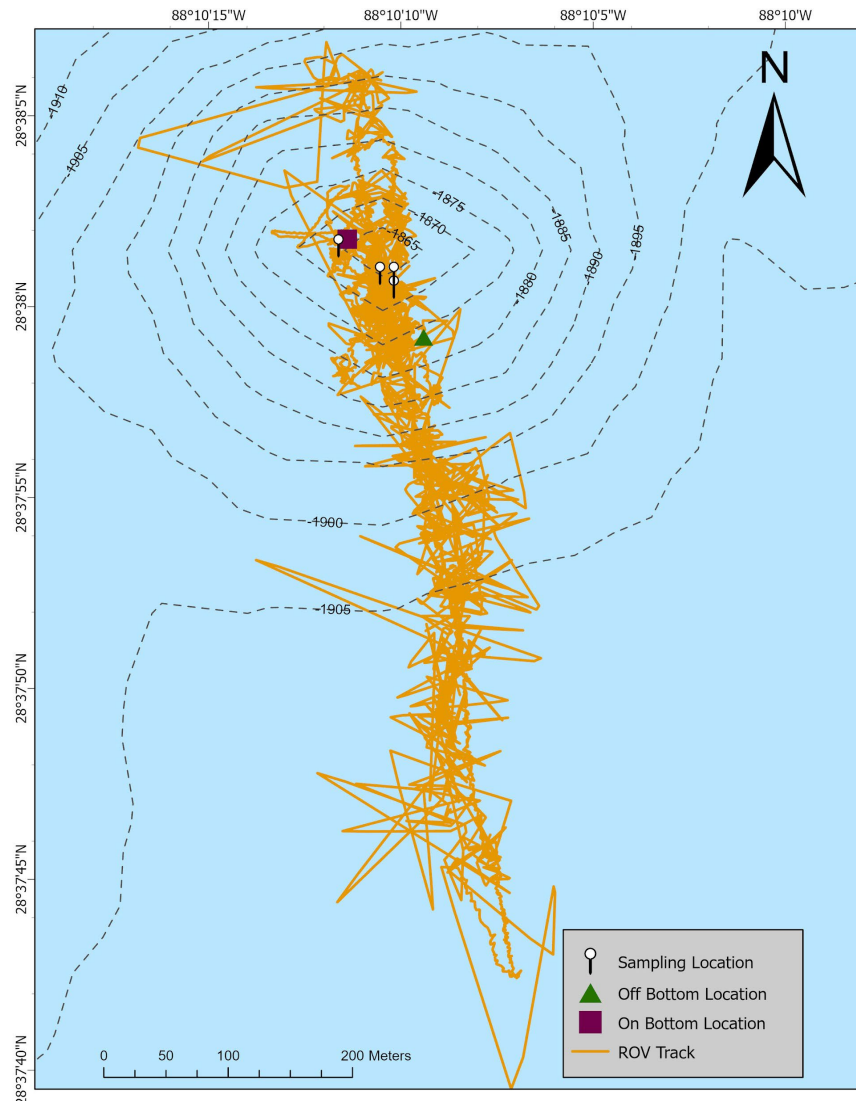 88°10'15"W
88°10'10"W
88°10'5"W
88°10'W
28°38'5"N
28°38'N
28°37'55"N
28°37'50"N
28°37'45"N
28°37'40"N
-1910
-1905
-1875
-1870
-1865
-1885
-1895
-1890
-1880
-1900
-1905
N
Sampling Location
Off Bottom Location
On Bottom Location
ROV Track
0 50 100 200 Meters